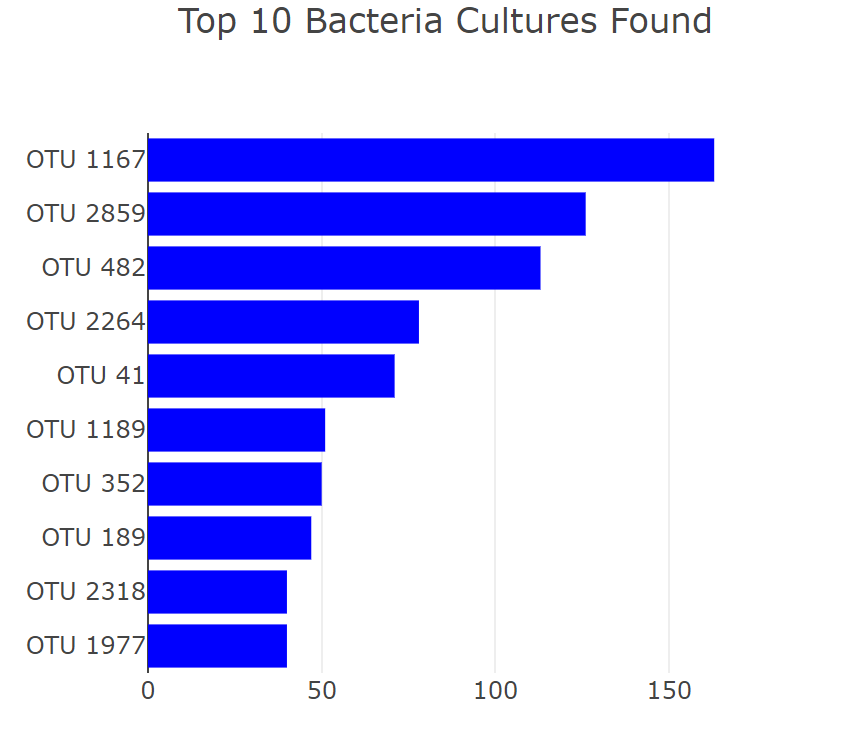 Top 10 Bacteria Cultures Found
OTU 1167
OTU 2859
OTU 482
OTU 2264
OTU 41
OTU 1189
OTU 352
OTU 189
OTU 2318
OTU 1977
0 50 100 150